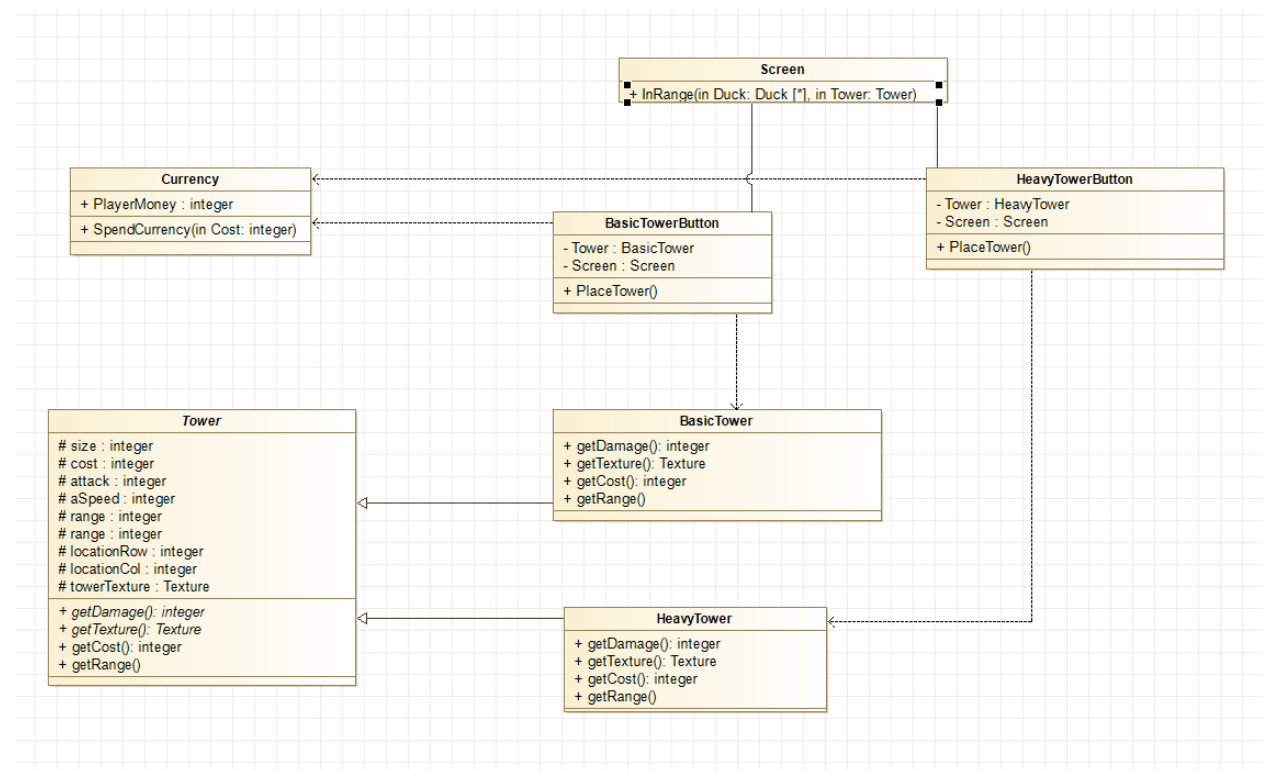 Screen
+ InRange(in Duck: Duck [*], in Tower: Tower)
Currency
+ PlayerMoney : integer
+ SpendCurrency(in Cost: integer)
HeavyTowerButton
- Tower : HeavyTower
- Screen : Screen
+ PlaceTower()
BasicTowerButton
- Tower : BasicTower
- Screen : Screen
+ PlaceTower()
Tower
# size : integer
# cost : integer
# attack : integer
# aSpeed : integer
# range : integer
# range : integer
# locationRow : integer
# locationCol : integer
# towerTexture : Texture
+ getDamage(): integer
+ getTexture(): Texture
+ getCost(): integer
+ getRange()
BasicTower
+ getDamage(): integer
+ getTexture(): Texture
+ getCost(): integer
+ getRange()
HeavyTower
+ getDamage(): integer
+ getTexture(): Texture
+ getCost(): integer
+ getRange()